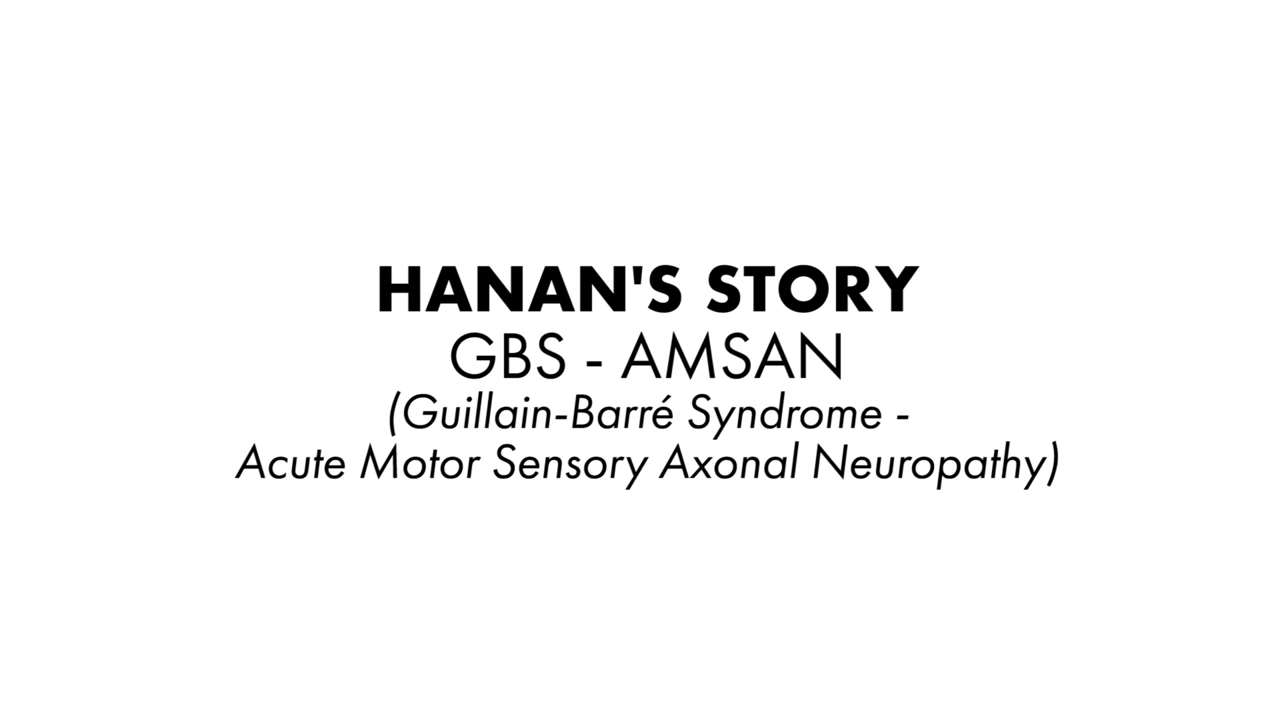 HANAN'S STORY
GBS - AMSAN
(Guillain-Barré Syndrome -
Acute Motor Sensory Axonal Neuropathy)